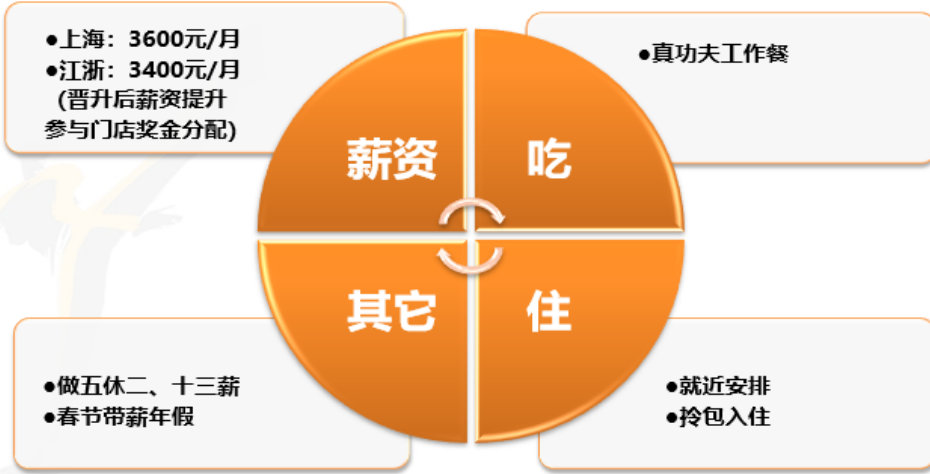 ●上海：3600元/月
●江浙：3400元/月
(晋升后薪资提升
参与门店奖金分配)
●真功夫工作餐
薪资
吃
其它
住
●做五休二、十三薪
●春节带薪年假
●就近安排
●拎包入住